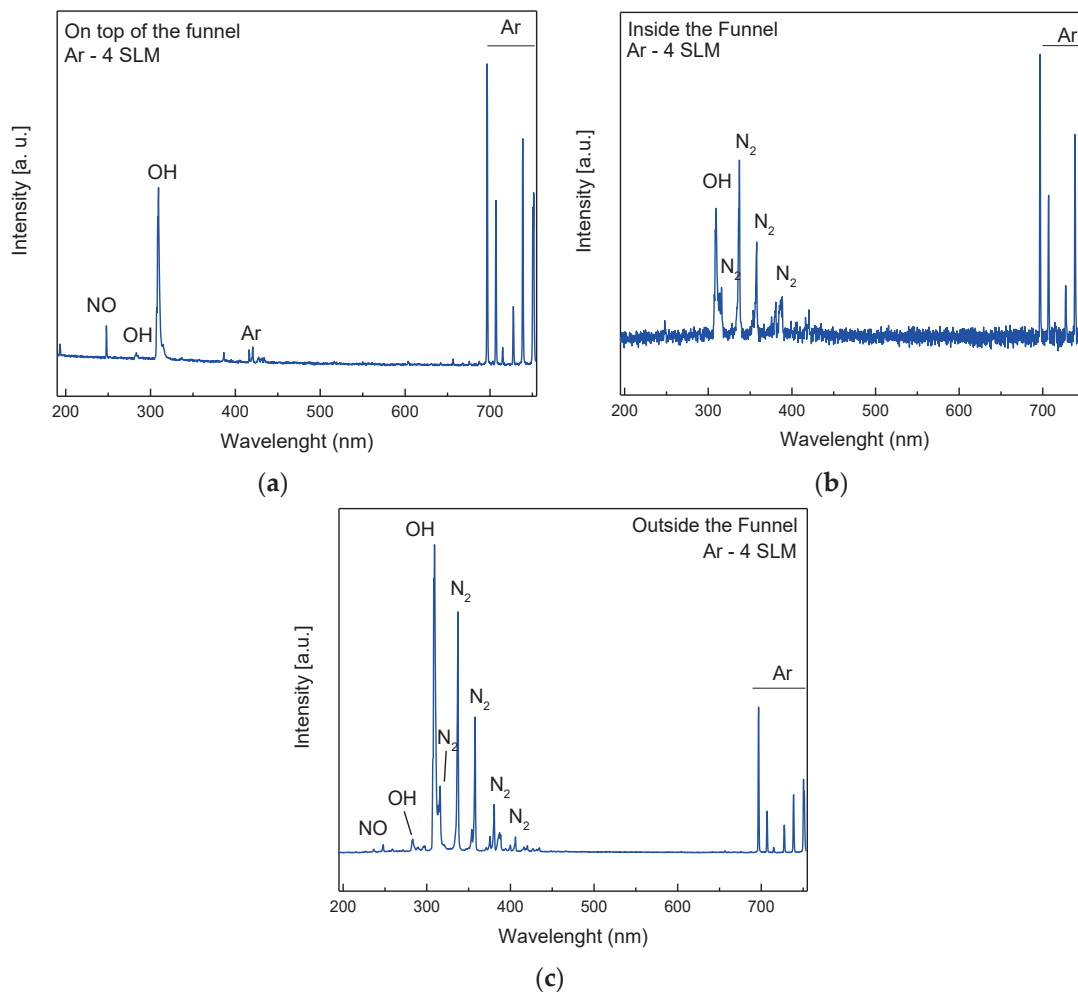 On top of the funnel
Ar - 4 SLM
Ar
OH
NO
OH
Ar
Intensity [a. u.]
200 300 400 500 600 700
Wavelenght (nm)
(a)
Inside the Funnel
Ar - 4 SLM
Ar
N2
OH
N2
N2
N2
Intensity [a.u.]
200 300 400 500 600 700
Wavelenght (nm)
(b)
Outside the Funnel
Ar - 4 SLM
OH
N2
Ar
N2
N2
OH
N2
N2
NO
Intensity [a.u.]
200 300 400 500 600 700
Wavelenght (nm)
(c)